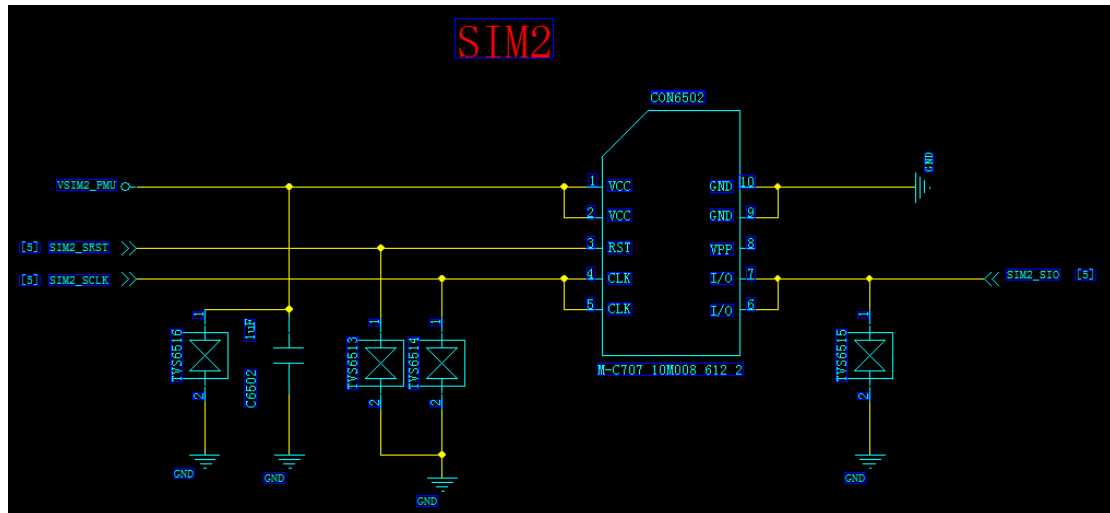 SIM2
CON6502
VSIM2_PMU
1 VCC
GND 10
GND
2 VCC
GND 9
[5] SIM2_SRST
3 RST
VPP 8
[5] SIM2_SCLK
4 CLK
I/O 7
SIM2_SIO [5]
5 CLK
I/O 6
1
TVS6516
2
GND
1uF
C6502
GND
1
TVS6513
2
1
TVS6514
2
GND
M-C707 10M008 612 2
1
TVS6515
2
GND